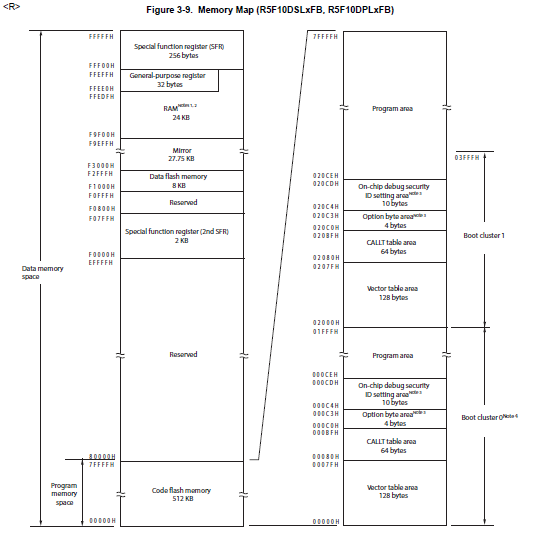 <R>
Figure 3-9. Memory Map (R5F10DSLxFB, R5F10DPLxFB)
FFFFFH
Special function register (SFR)
256 bytes
FFF00H
FFEFFH
General-purpose register
32 bytes
FFEE0H
FFEDFH
RAM Notes 1, 2
24 KB
F9F00H
F9EFFH
Mirror
27.75 KB
F3000H
F2FFFH
Data flash memory
8 KB
F1000H
F0FFFH
Reserved
F0800H
F07FFH
Special function register (2nd SFR)
2 KB
F0000H
EFFFFH
Data memory
space
Reserved
80000H
7FFFFH
Program
memory
space
Code flash memory
512 KB
00000H
7FFFFH
Program area
03FFFH
020CEH
020CDH
On-chip debug security
ID setting area Note 3
10 bytes
020C4H
020C3H
Option byte area Note 3
4 bytes
020C0H
020BFH
CALLT table area
64 bytes
02080H
0207FH
Boot cluster 1
Vector table area
128 bytes
02000H
01FFFH
Program area
000CEH
000CDH
On-chip debug security
ID setting area Note 3
10 bytes
000C4H
000C3H
Option byte area Note 3
4 bytes
000C0H
000BFH
Boot cluster 0 Note 4
CALLT table area
64 bytes
00080H
0007FH
Vector table area
128 bytes
00000H